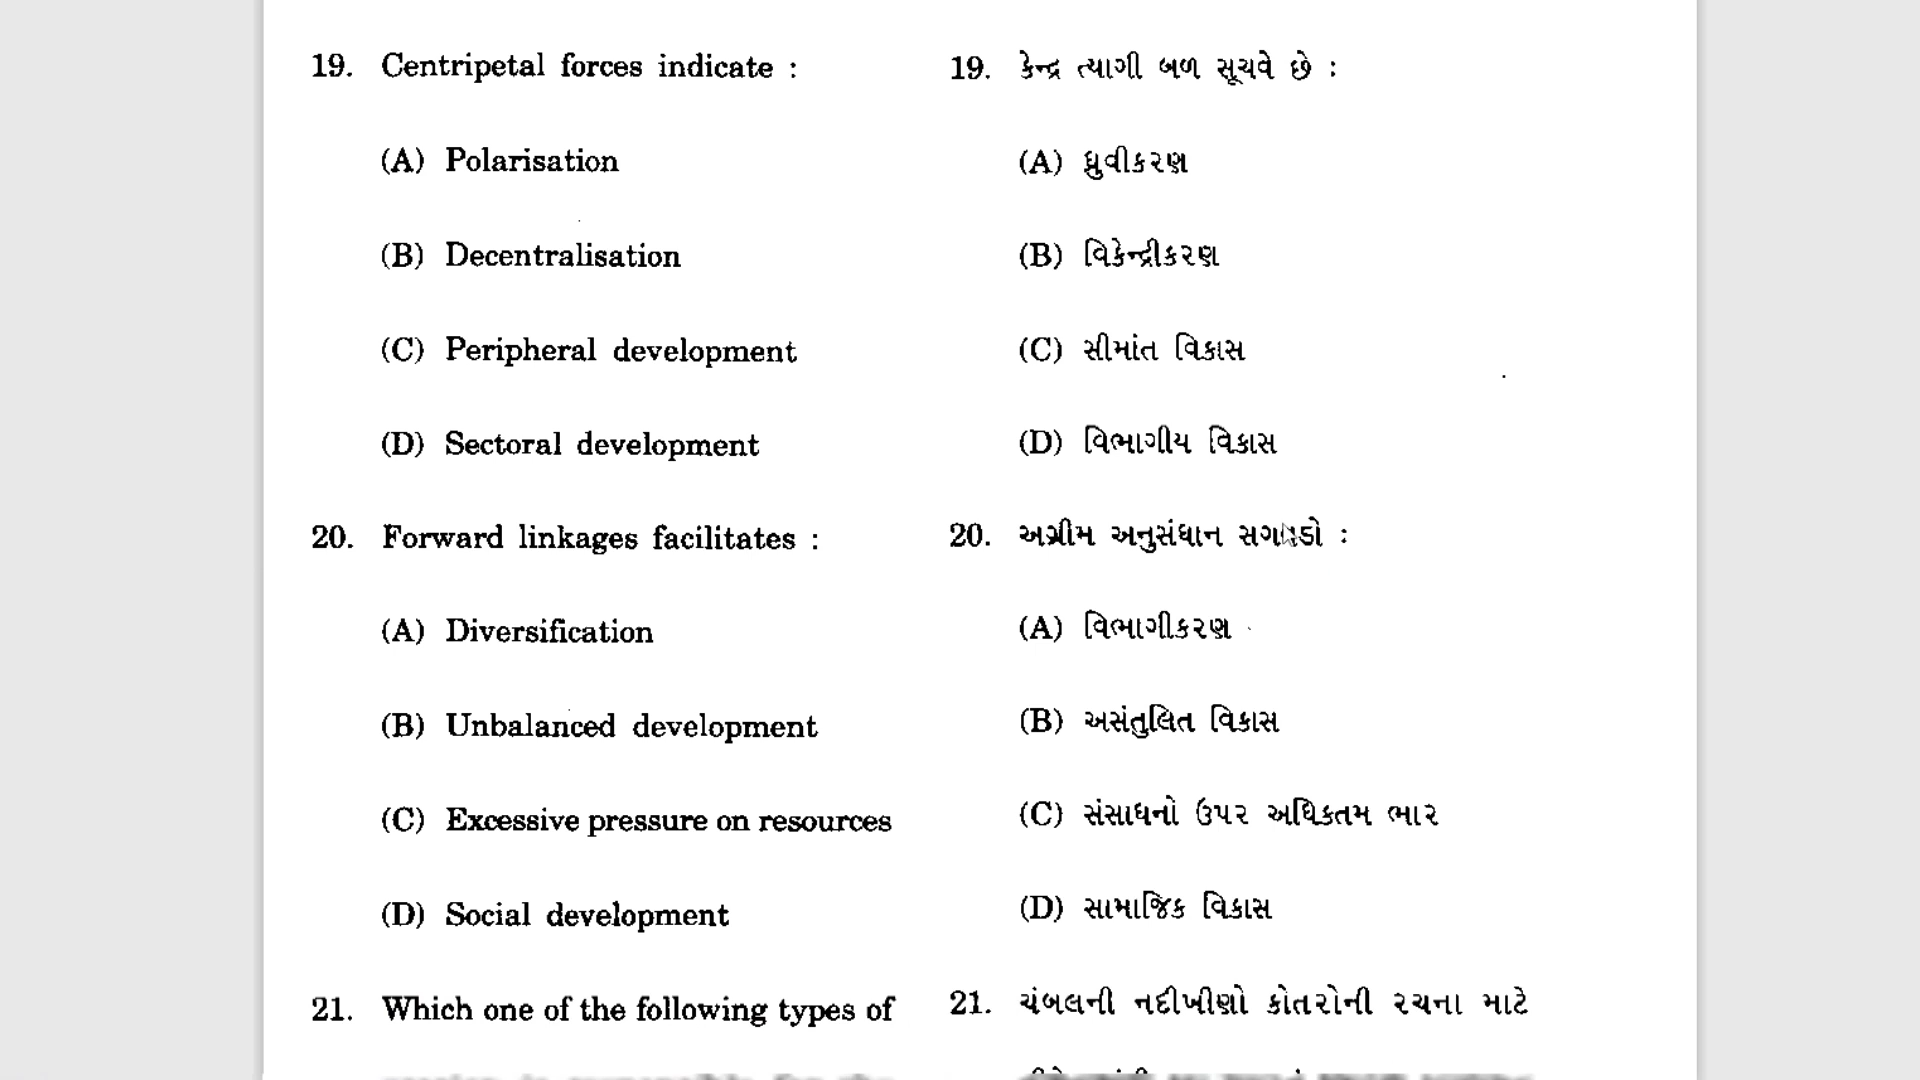 19. Centripetal forces indicate :
(A) Polarisation
(B) Decentralisation
(C) Peripheral development
(D) Sectoral development
20. Forward linkages facilitates :
(A) Diversification
(B) Unbalanced development
(C) Excessive pressure on resources
(D) Social development
21. Which one of the following types of
19. કેન્દ્ર ત્યાગી બળ સૂચવે છે :
(A) ધ્રુવીકરણ
(B) વિકેન્દ્રીકરણ
(C) સીમાંત વિકાસ
(D) વિભાગીય વિકાસ
20. અગ્રીમ અનુસંધાન
(A) વિભાગીકરણ
(B) અસંતુલિત વિકાસ
(C) સંસાધનો ઉપર અધિકતમ ભાર
(D) સામાજિક વિકાસ
21. ચંબલની નદીખીણો કોતરોની રચના માટે